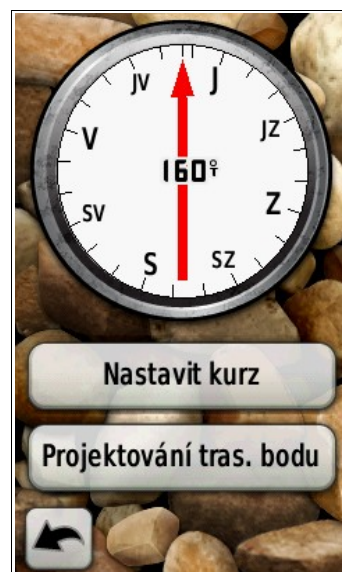 JV
J
V
JZ
160°T
SV
Z
S
SZ
Nastavit kurz
Projektování tras. bodu